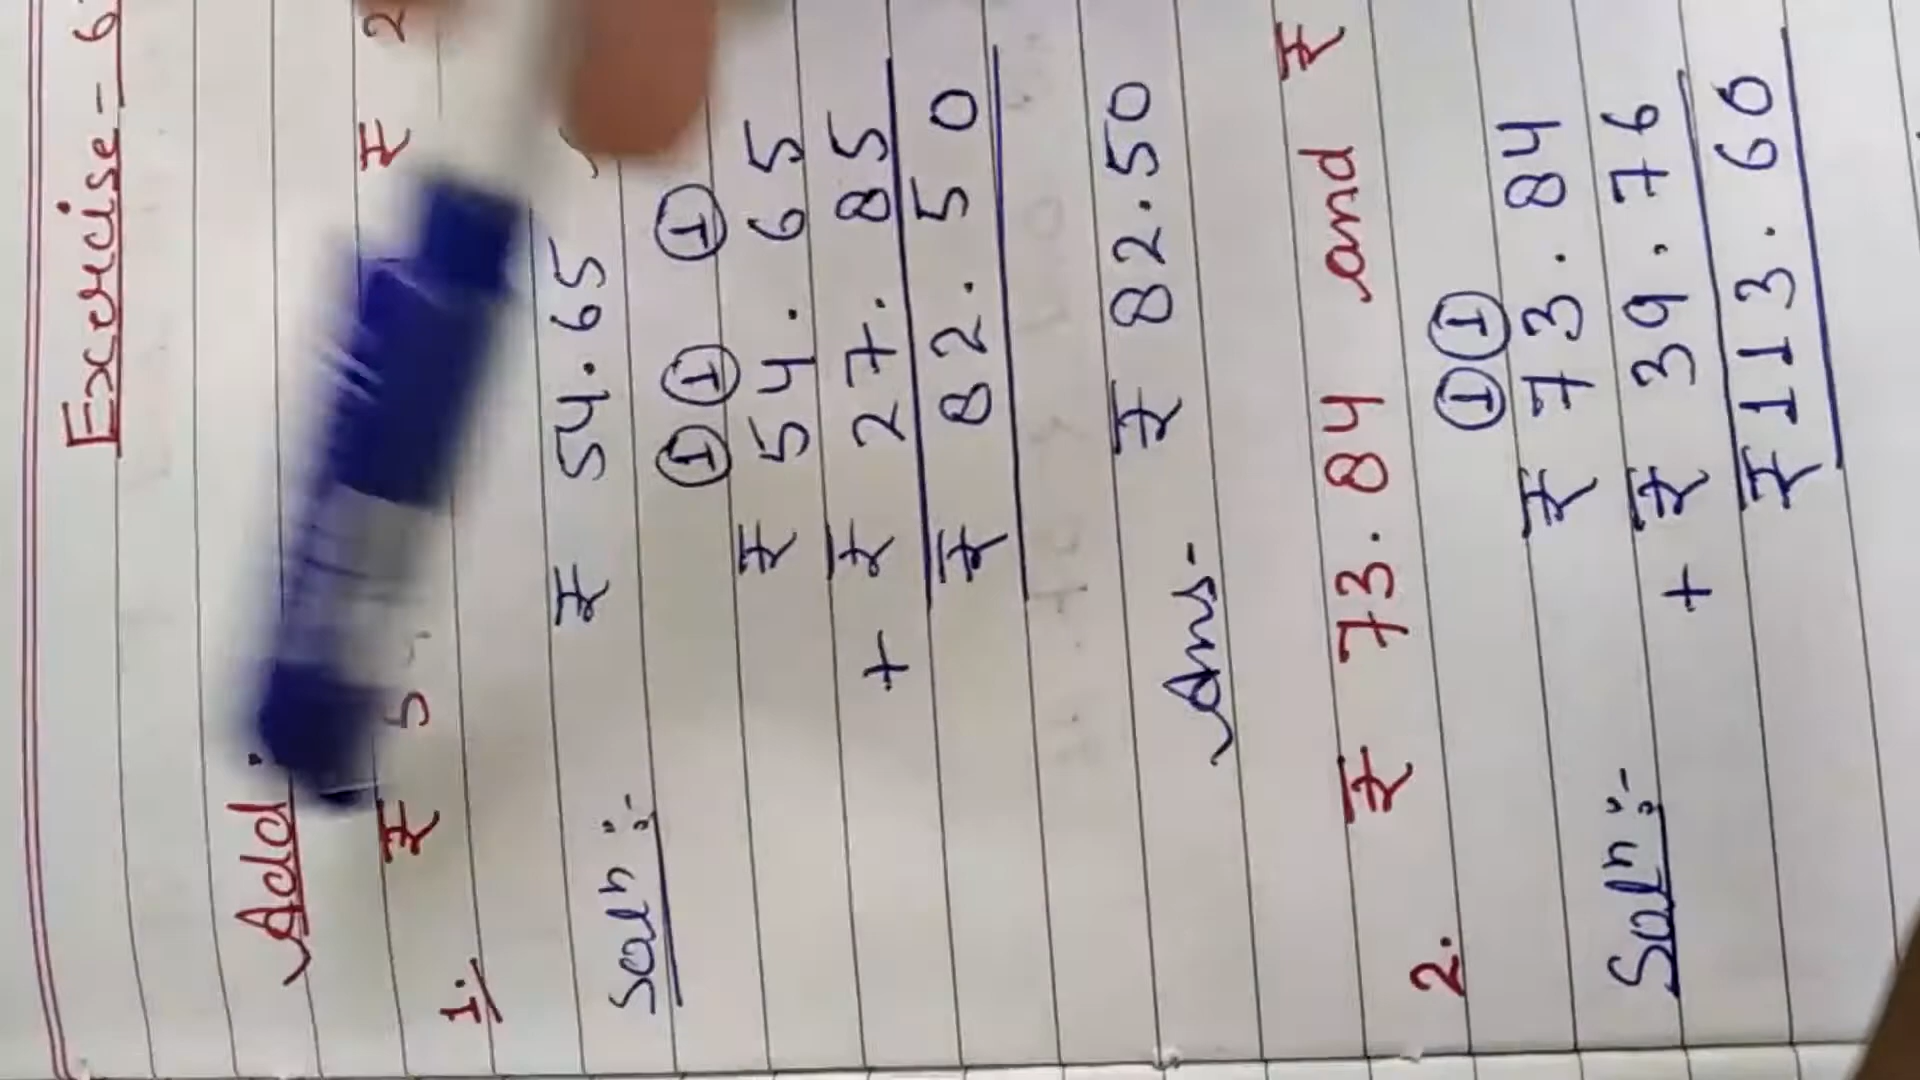 Exercise - 6
Add.
1. ₹ 5 ₹ 2
Soln:- ₹ 54.65
① ① ①
₹ 54.65
+ ₹ 27.85
₹ 82.50
Ans- ₹ 82.50
2. ₹ 73.84 and ₹
① ①
Soln:- ₹ 73.84
+ ₹ 39.76
₹ 113.60